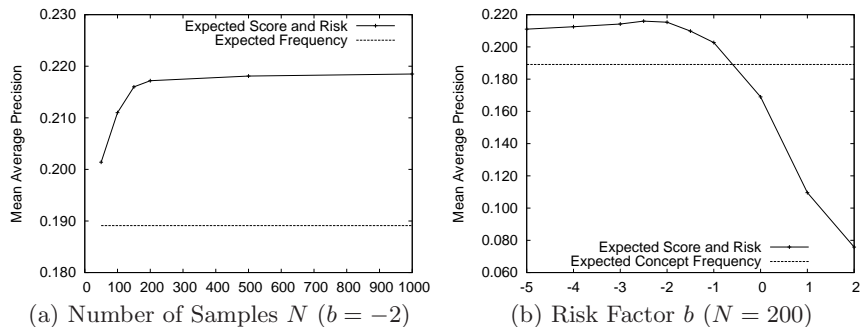 0.230
0.220
0.210
0.200
0.190
0.180
Mean Average Precision
Expected Score and Risk
Expected Frequency
0 100 200 300 400 500 600 700 800 900 1000
(a) Number of Samples N (b = −2)
0.220
0.200
0.180
0.160
0.140
0.120
0.100
0.080
0.060
Mean Average Precision
Expected Score and Risk
Expected Concept Frequency
-5 -4 -3 -2 -1 0 1 2
(b) Risk Factor b (N = 200)